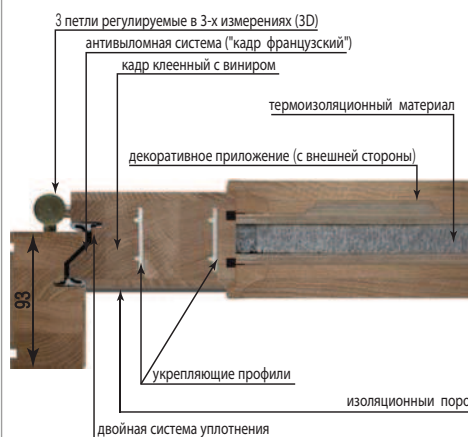 3 петли регулируемые в 3-х измерениях (3D)
антивыломная система ("кадр французский")
кадр клеенный с виниром
термоизоляционный материал
декоративное приложение (с внешней стороны)
93
укрепляющие профили
изоляционный поро
двойная система уплотнения